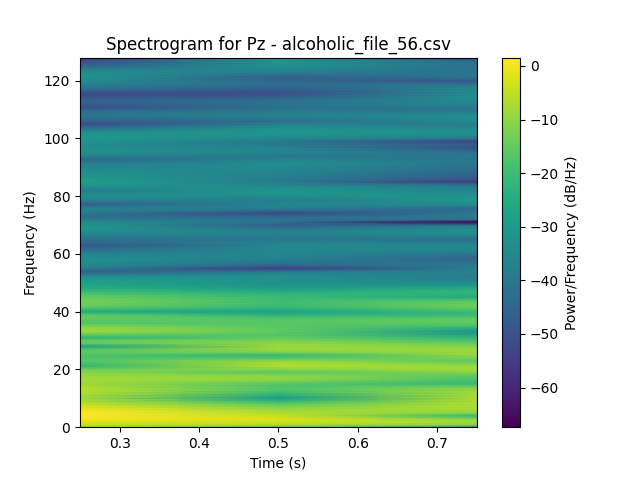 Spectrogram for Pz - alcoholic_file_56.csv
120
100
80
60
40
20
0
Frequency (Hz)
0.3 0.4 0.5 0.6 0.7
Time (s)
0
−10
−20
−30
−40
−50
−60
Power/Frequency (dB/Hz)